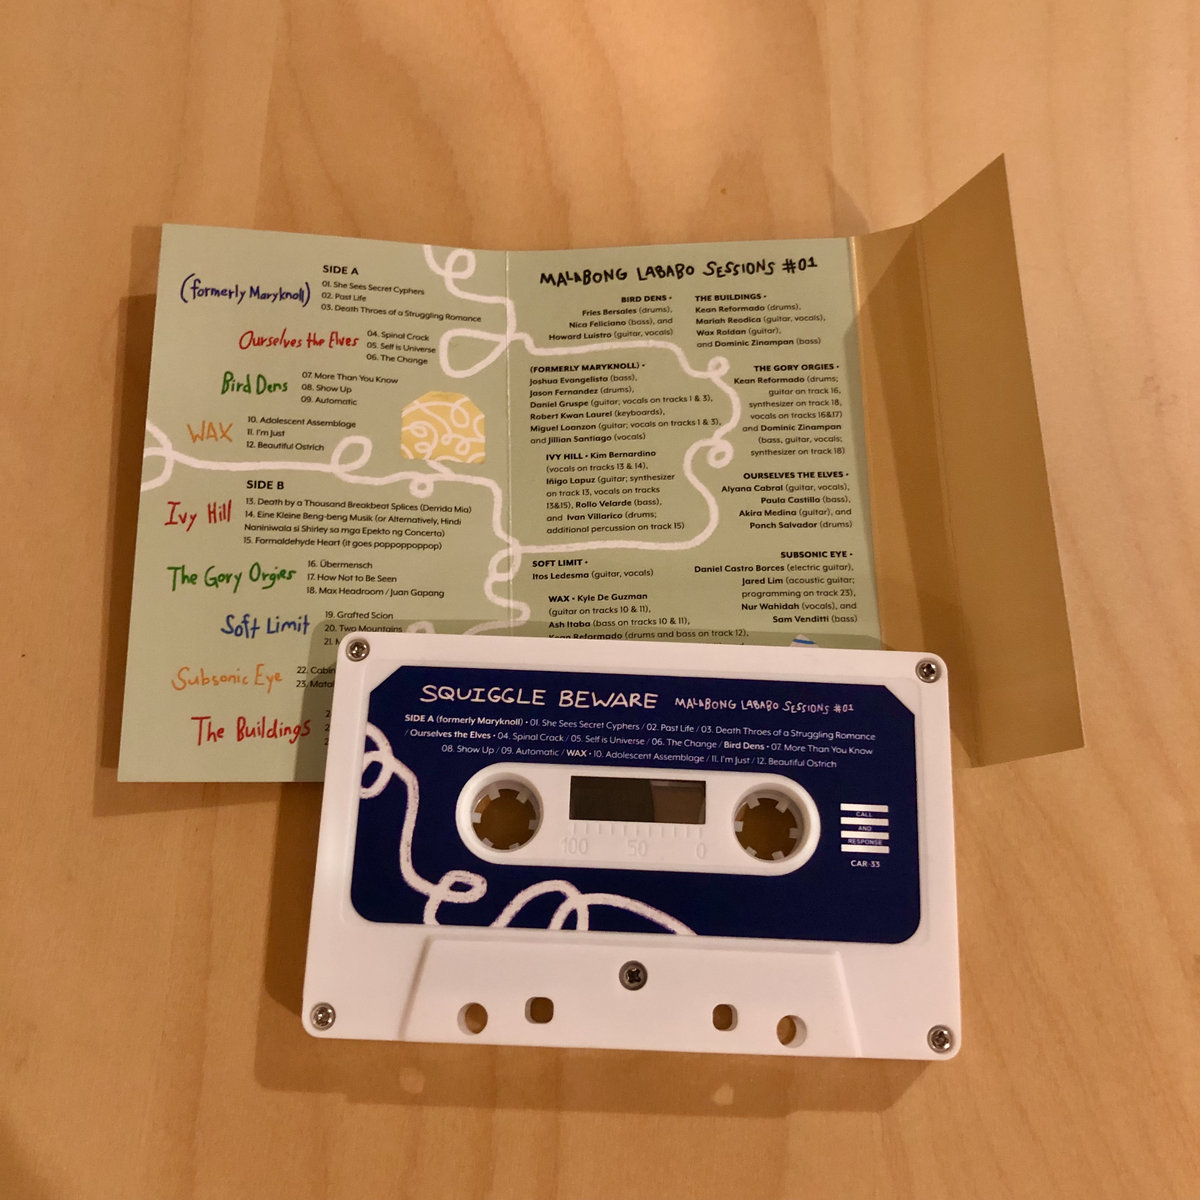 SIDE A
(formerly Maryknoll)
01. She Sees Secret Cyphers
02. Past Life
03. Death Throes of a Struggling Romance
Ourselves the Elves
04. Spinal Crack
05. Self is Universe
06. The Change
Bird Dens
07. More Than You Know
08. Show Up
09. Automatic
WAX
10. Adolescent Assemblage
11. I'm Just
12. Beautiful Ostrich
SIDE B
Ivy Hill
13. Death by a Thousand Breakbeat Splices (Derrida Mia)
14. Eine Kleine Beng-beng Musik (or Alternatively, Hindi
Naniniwala si Shirley sa mga Epekto ng Concerta)
15. Formaldehyde Heart (it goes poppoppoppop)
The Gory Orgies
16. Übermensch
17. How Not to Be Seen
18. Max Headroom / Juan Gapang
Soft Limit
19. Grafted Scion
20. Two Mountains
21.
Subsonic Eye
22.
23.
The Buildings
MALABONG LABABO SESSIONS #01
BIRD DENS •
Fries Bersales (drums),
Nica Feliciano (bass), and
Howard Luistro (guitar, vocals)
THE BUILDINGS •
Kean Reformado (drums),
Mariah Reodica (guitar, vocals),
Wax Roldan (guitar),
and Dominic Zinampan (bass)
(FORMERLY MARYKNOLL) •
Joshua Evangelista (bass),
Jason Fernandez (drums),
Daniel Gruspe (guitar; vocals on tracks 1 & 3),
Robert Kwan Laurel (keyboards),
Miguel Loanzon (guitar; vocals on tracks 1 & 3),
and Jillian Santiago (vocals)
THE GORY ORGIES •
Kean Reformado (drums;
guitar on track 16,
synthesizer on track 18,
vocals on tracks 16&17)
and Dominic Zinampan
(bass, guitar, vocals;
synthesizer on track 18)
IVY HILL • Kim Bernardino
(vocals on tracks 13 & 14),
Iñigo Lapuz (guitar; synthesizer
on track 13, vocals on tracks
13&15), Rollo Velarde (bass),
and Ivan Villarico (drums;
additional percussion on track 15)
OURSELVES THE ELVES •
Alyana Cabral (guitar, vocals),
Paula Castillo (bass),
Akira Medina (guitar), and
Ponch Salvador (drums)
SOFT LIMIT •
Itos Ledesma (guitar, vocals)
SUBSONIC EYE •
Daniel Castro Borces (electric guitar),
Jared Lim (acoustic guitar;
programming on track 23),
Nur Wahidah (vocals), and
Sam Venditti (bass)
WAX • Kyle De Guzman
(guitar on tracks 10 & 11),
Ash Itaba (bass on tracks 10 & 11),
Kean Reformado (drums and bass on track 12),
SQUIGGLE BEWARE MALABONG LABABO SESSIONS #01
SIDE A (formerly Maryknoll) • 01. She Sees Secret Cyphers / 02. Past Life / 03. Death Throes of a Struggling Romance
/ Ourselves the Elves • 04. Spinal Crack / 05. Self is Universe / 06. The Change / Bird Dens • 07. More Than You Know
08. Show Up / 09. Automatic / WAX • 10. Adolescent Assemblage / 11. I'm Just / 12. Beautiful Ostrich
100 50 0
CALL
AND
RESPONSE
CAR-33